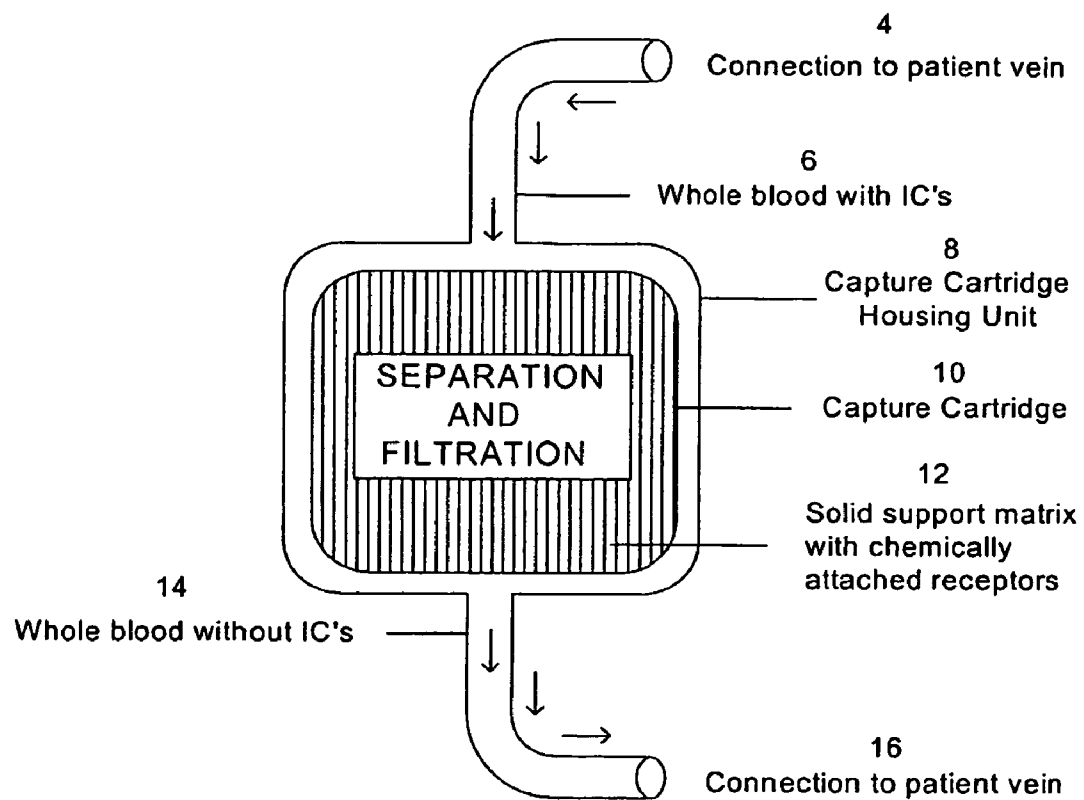 4
Connection to patient vein
6
Whole blood with IC's
8
Capture Cartridge
Housing Unit
SEPARATION
AND
FILTRATION
10
Capture Cartridge
12
Solid support matrix
with chemically
attached receptors
14
Whole blood without IC's
16
Connection to patient vein